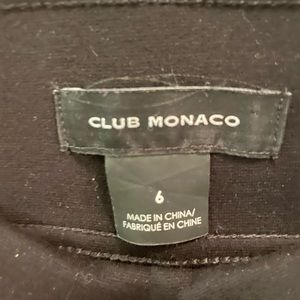 CLUB MONACO
6
MADE IN CHINA/
FABRIQUÉ EN CHINE